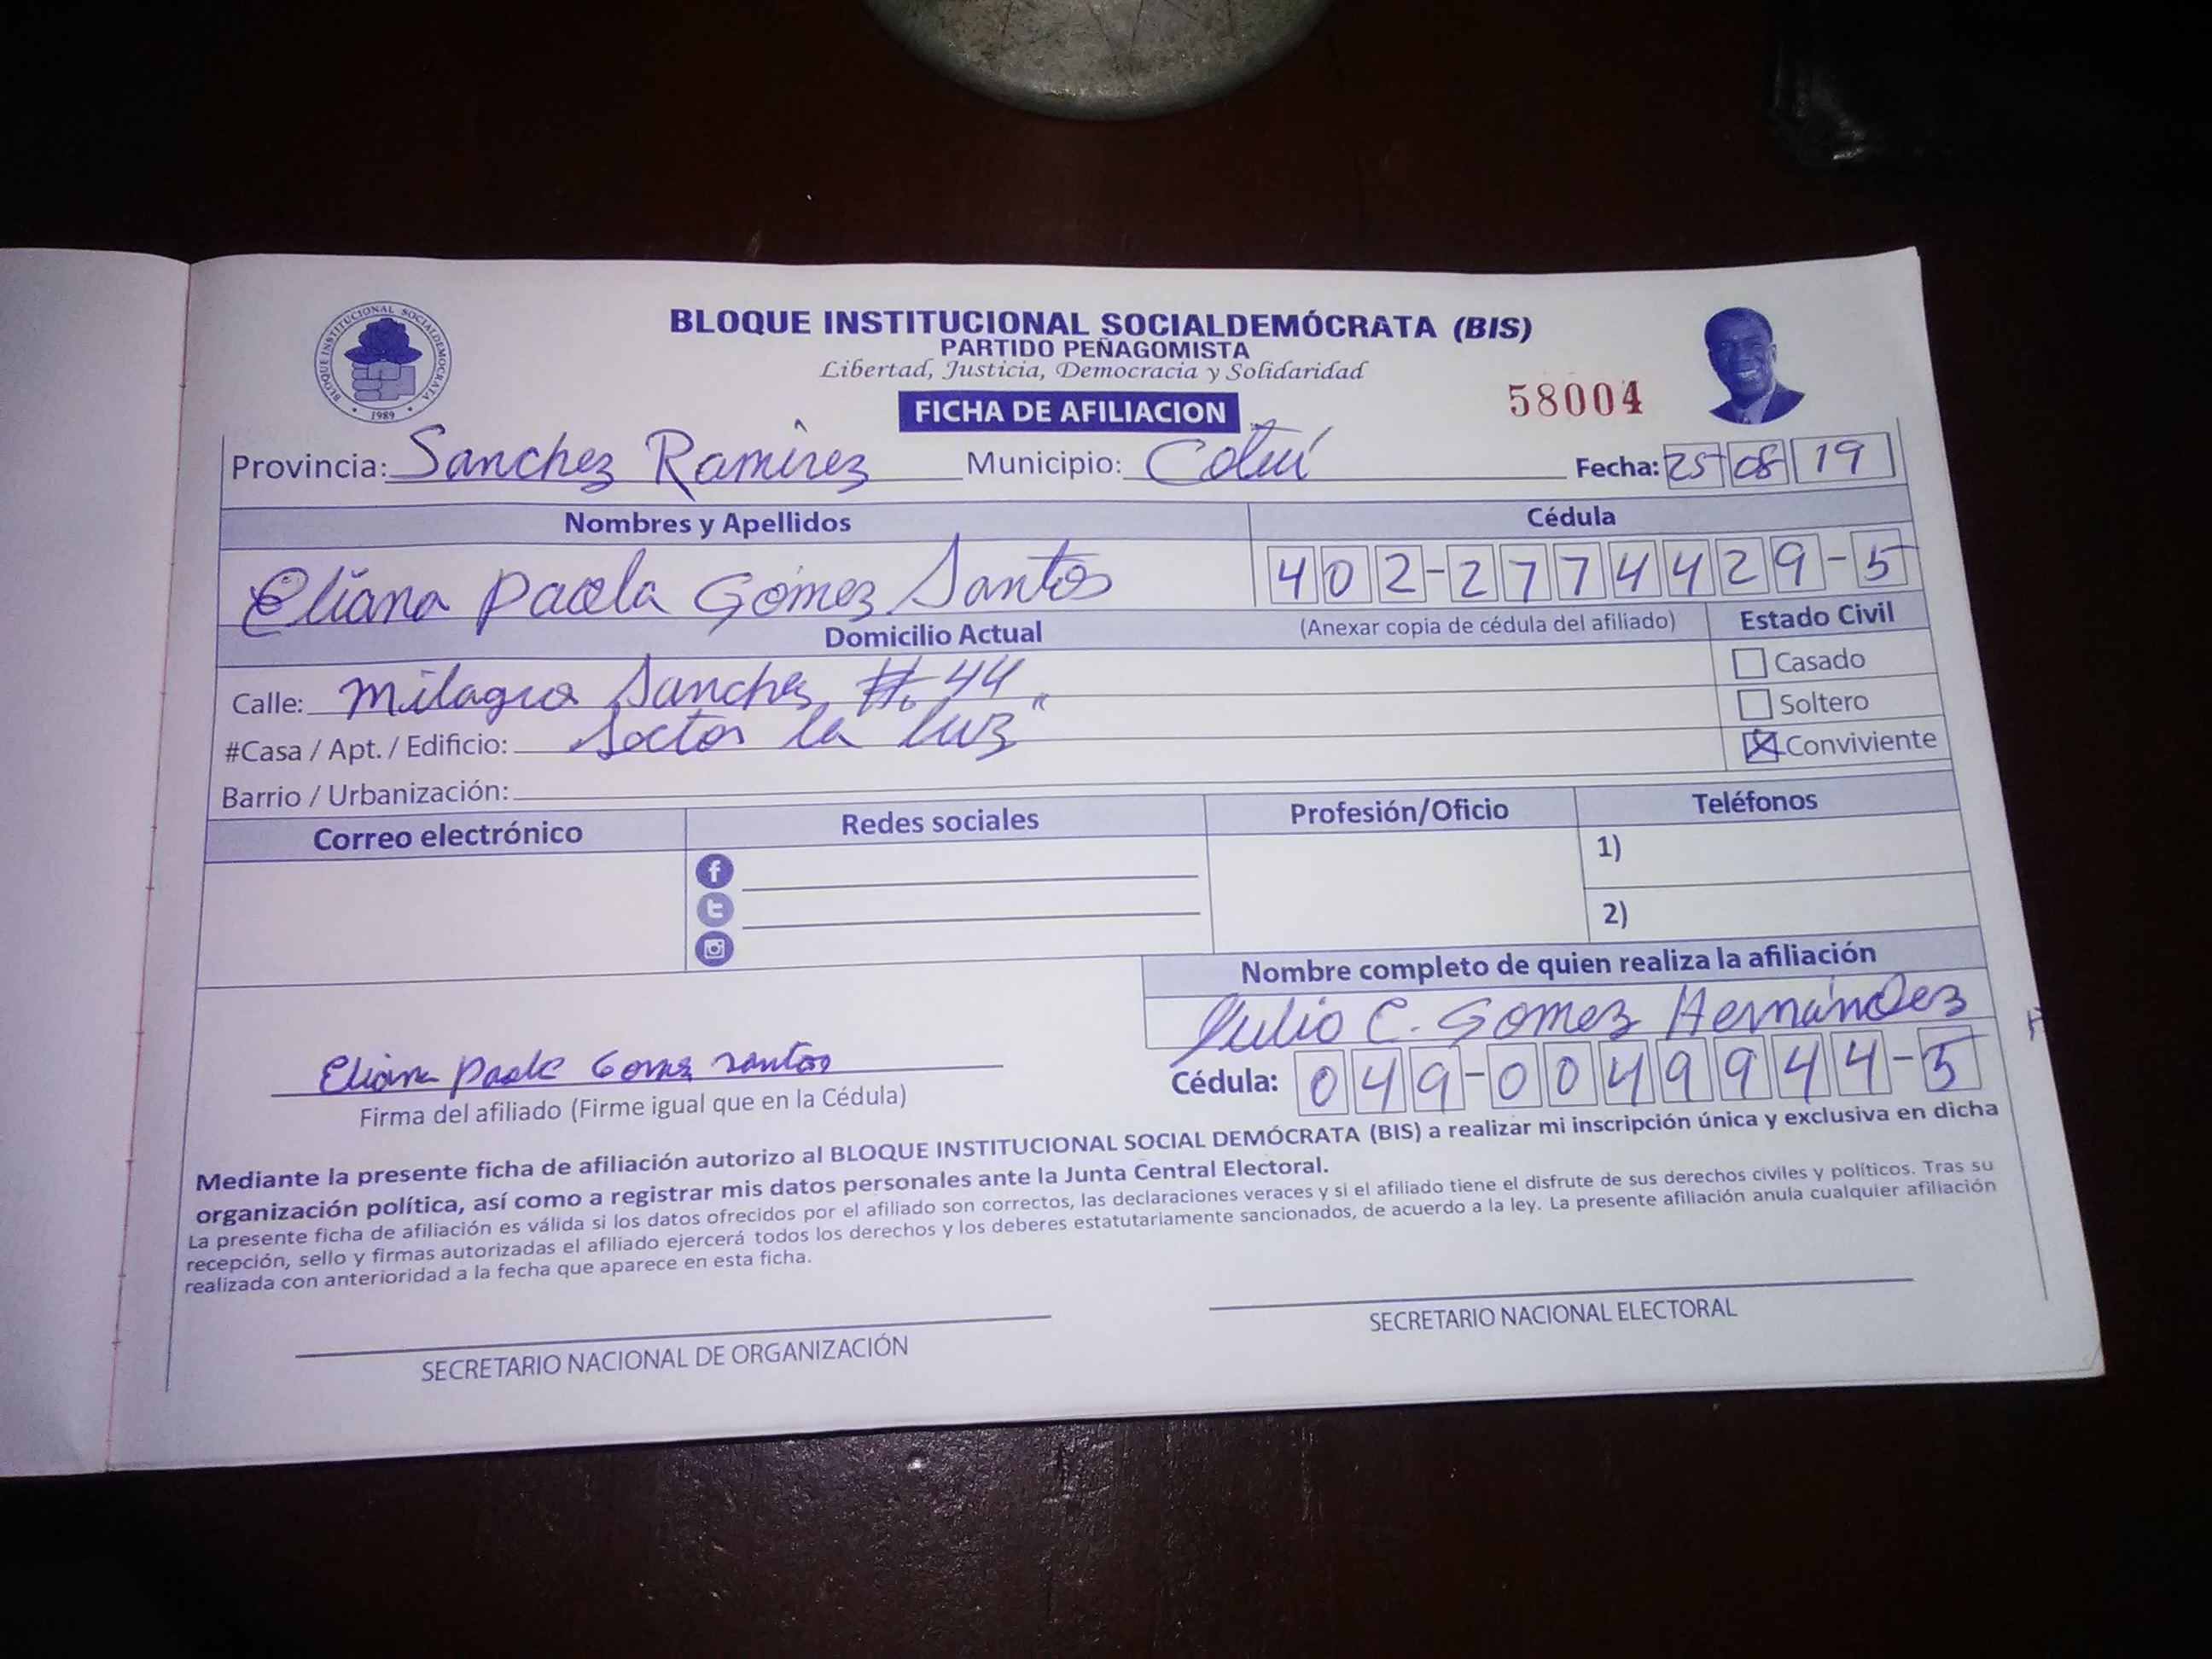 BLOQUE INSTITUCIONAL SOCIALDEMÓCRATA
1989
BLOQUE INSTITUCIONAL SOCIALDEMÓCRATA (BIS)
PARTIDO PEÑAGOMISTA
Libertad, Justicia, Democracia y Solidaridad
FICHA DE AFILIACION
58004
Provincia: Sanchez Ramirez Municipio: Cotuí Fecha: 25 08 19
Nombres y Apellidos Cédula
Eliana Paola Gomez Santos 402-2774429-5
Domicilio Actual (Anexar copia de cédula del afiliado) Estado Civil
Casado
Calle: Milagro Sanchez #. 44 Soltero
#Casa / Apt. / Edificio: Sector la luz" Conviviente
Barrio / Urbanización:
Correo electrónico Redes sociales Profesión/Oficio Teléfonos
1)
2)
Nombre completo de quien realiza la afiliación
Julio C. Gomez Hernández
Eliana Paola Gomez Santos
Cédula: 049-0049944-5
Firma del afiliado (Firme igual que en la Cédula)
Mediante la presente ficha de afiliación autorizo al BLOQUE INSTITUCIONAL SOCIAL DEMÓCRATA (BIS) a realizar mi inscripción única y exclusiva en dicha
organización política, así como a registrar mis datos personales ante la Junta Central Electoral.
La presente ficha de afiliación es válida si los datos ofrecidos por el afiliado son correctos, las declaraciones veraces y si el afiliado tiene el disfrute de sus derechos civiles y políticos. Tras su
recepción, sello y firmas autorizadas el afiliado ejercerá todos los derechos y los deberes estatutariamente sancionados, de acuerdo a la ley. La presente afiliación anula cualquier afiliación
realizada con anterioridad a la fecha que aparece en esta ficha.
SECRETARIO NACIONAL DE ORGANIZACIÓN
SECRETARIO NACIONAL ELECTORAL